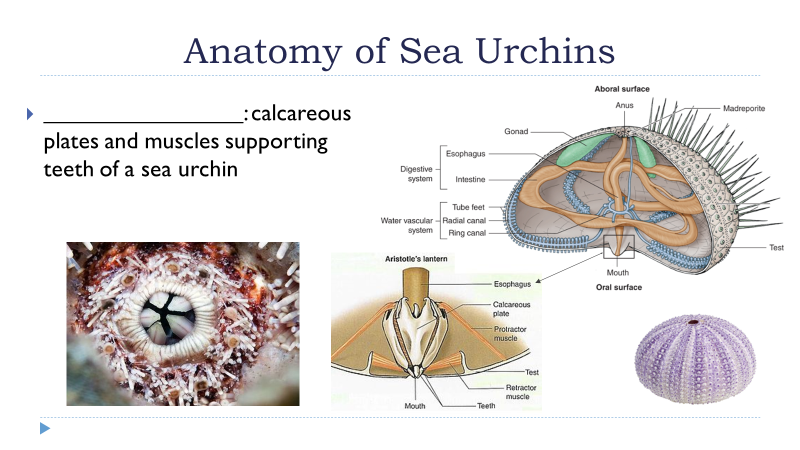 Anatomy of Sea Urchins
_________________: calcareous
plates and muscles supporting
teeth of a sea urchin
Aboral surface
Anus
Madreporite
Gonad
Esophagus
Digestive
system
Intestine
Tube feet
Water vascular
system
Radial canal
Ring canal
Test
Mouth
Oral surface
Aristotle's lantern
Esophagus
Calcareous
plate
Protractor
muscle
Test
Retractor
muscle
Mouth
Teeth